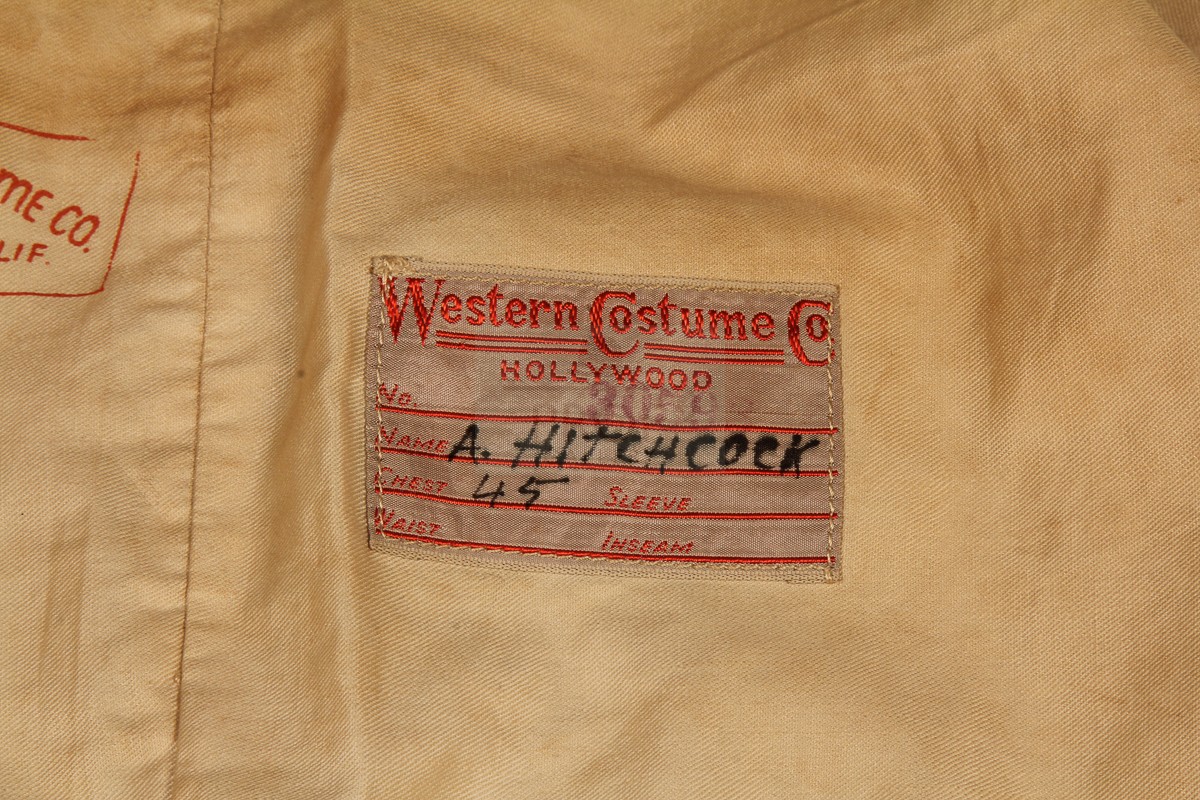 ME CO.
LIF.
Western Costume Co
HOLLYWOOD
No.
NAME A. HITCHCOCK
CHEST 45 SLEEVE
WAIST INSEAM